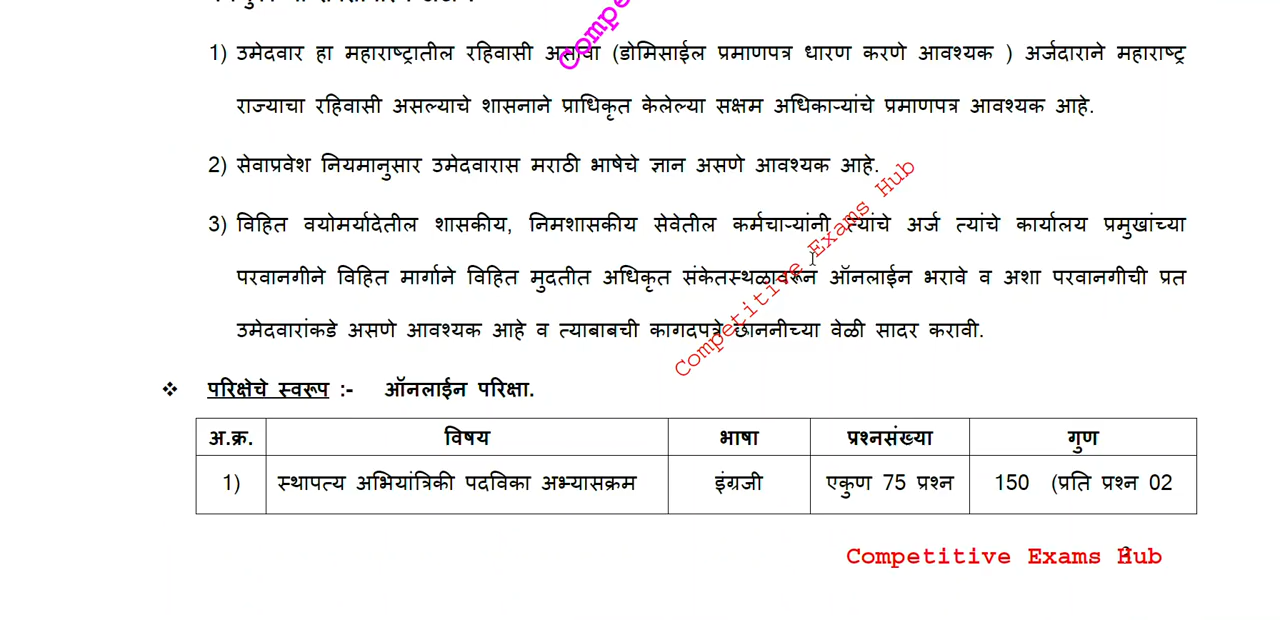 1) उमेदवार हा महाराष्ट्रातील रहिवासी असावा (डोमिसाईल प्रमाणपत्र धारण करणे आवश्यक ) अर्जदाराने महाराष्ट्र
राज्याचा रहिवासी असल्याचे शासनाने प्राधिकृत केलेल्या सक्षम अधिकाऱ्यांचे प्रमाणपत्र आवश्यक आहे.
2) सेवाप्रवेश नियमानुसार उमेदवारास मराठी भाषेचे ज्ञान असणे आवश्यक आहे.
3) विहित वयोमर्यादेतील शासकीय, निमशासकीय सेवेतील कर्मचाऱ्यांनी त्यांचे अर्ज त्यांचे कार्यालय प्रमुखांच्या
परवानगीने विहित मार्गाने विहित मुदतीत अधिकृत संकेतस्थळावरून ऑनलाईन भरावे व अशा परवानगीची प्रत
उमेदवारांकडे असणे आवश्यक आहे व त्याबाबची कागदपत्रे छाननीच्या वेळी सादर करावी.
Competitive Exams Hub
❖ परिक्षेचे स्वरूप :- ऑनलाईन परिक्षा.
अ.क्र. विषय भाषा प्रश्नसंख्या गुण
1) स्थापत्य अभियांत्रिकी पदविका अभ्यासक्रम इंग्रजी एकुण 75 प्रश्न 150 (प्रति प्रश्न 02
Competitive Exams Hub